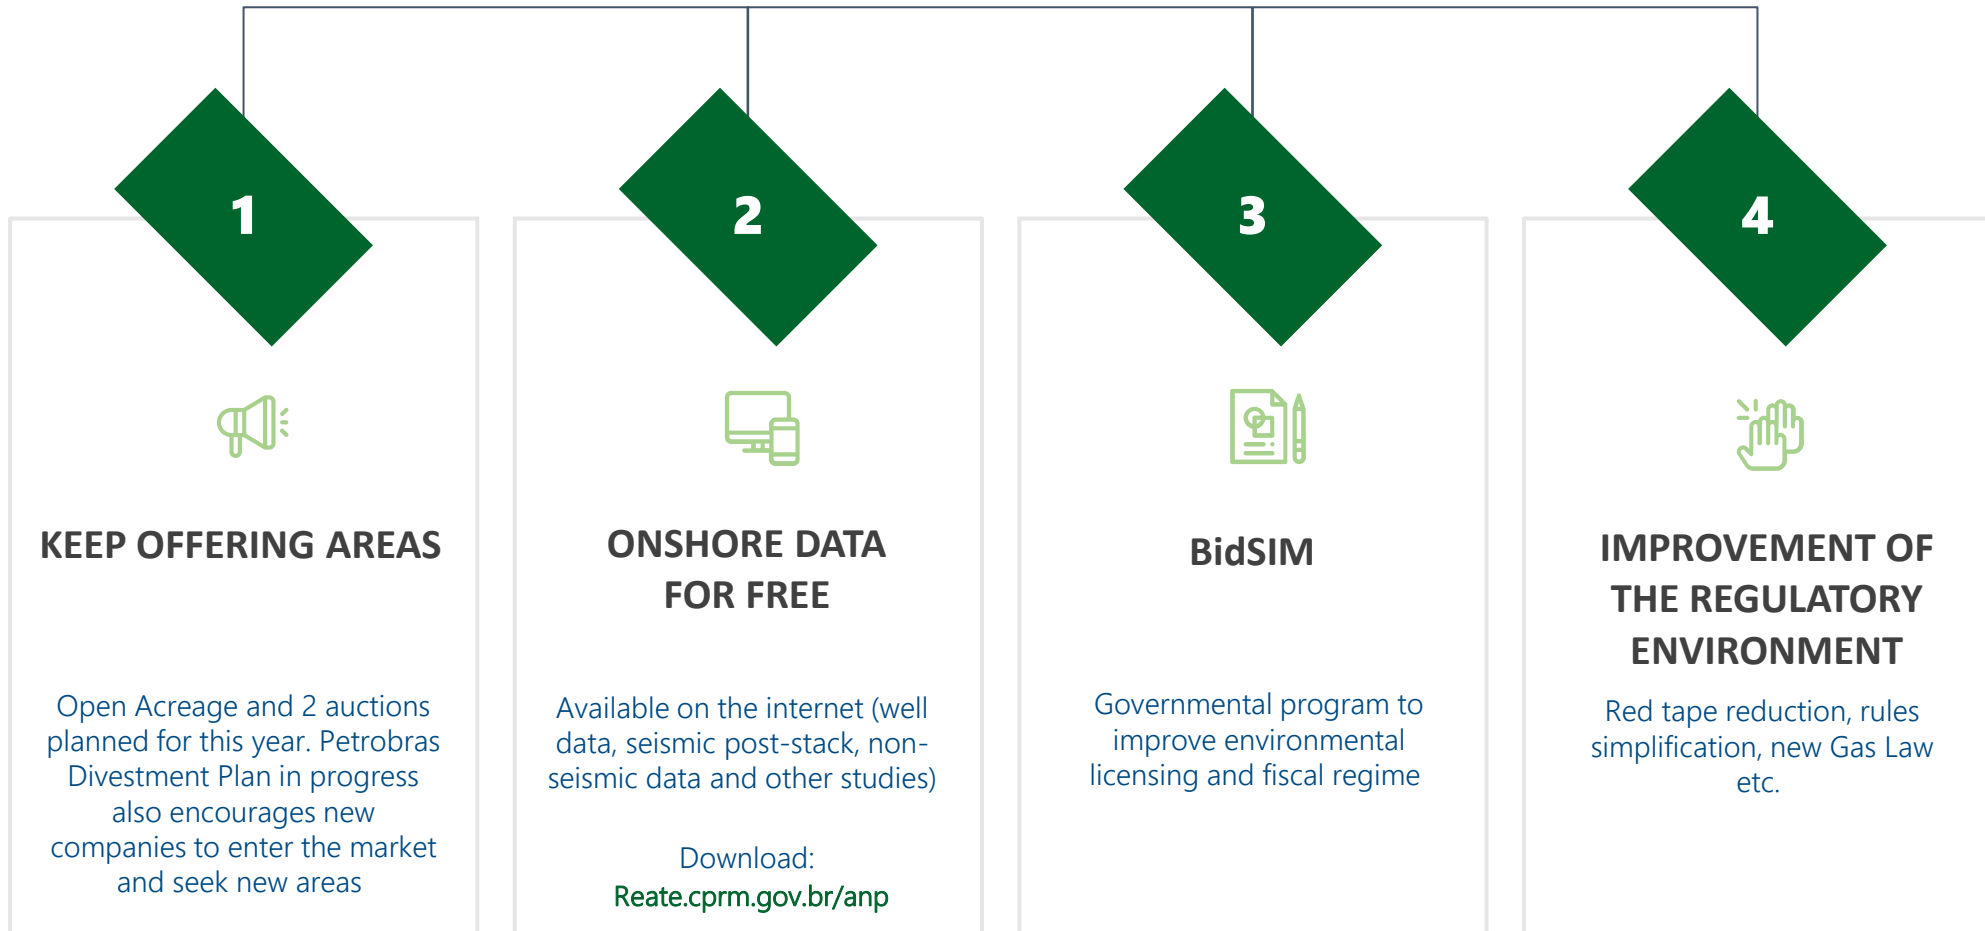 1
KEEP OFFERING AREAS
Open Acreage and 2 auctions
planned for this year. Petrobras
Divestment Plan in progress
also encourages new
companies to enter the market
and seek new areas
2
ONSHORE DATA
FOR FREE
Available on the internet (well
data, seismic post-stack, non-
seismic data and other studies)
Download:
Reate.cprm.gov.br/anp
3
BidSIM
Governmental program to
improve environmental
licensing and fiscal regime
4
IMPROVEMENT OF
THE REGULATORY
ENVIRONMENT
Red tape reduction, rules
simplification, new Gas Law
etc.